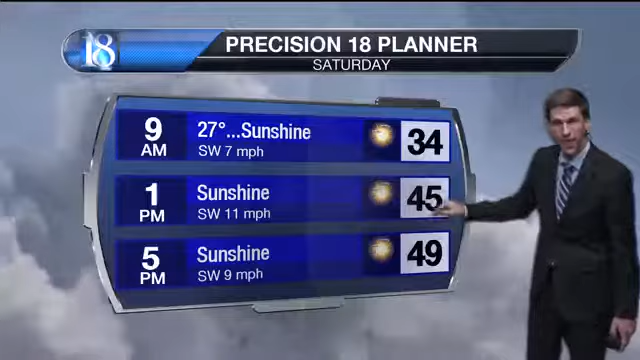 18
PRECISION 18 PLANNER
SATURDAY
9 AM
27°...Sunshine
SW 7 mph
34
1 PM
Sunshine
SW 11 mph
45
5 PM
Sunshine
SW 9 mph
49